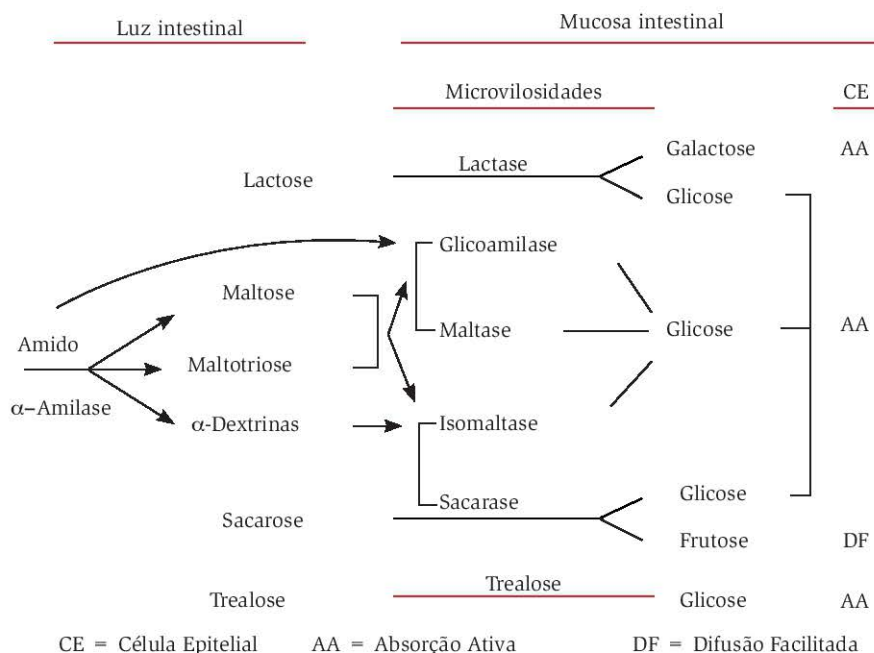 Luz intestinal Mucosa intestinal
Microvilosidades CE
Lactose Lactase Galactose AA
Glicose
Glicoamilase
Maltose
Amido Maltase Glicose AA
Maltotriose
α–Amilase
α-Dextrinas Isomaltase
Sacarase Glicose
Sacarose Frutose DF
Trealose Trealose Glicose AA
CE = Célula Epitelial AA = Absorção Ativa DF = Difusão Facilitada